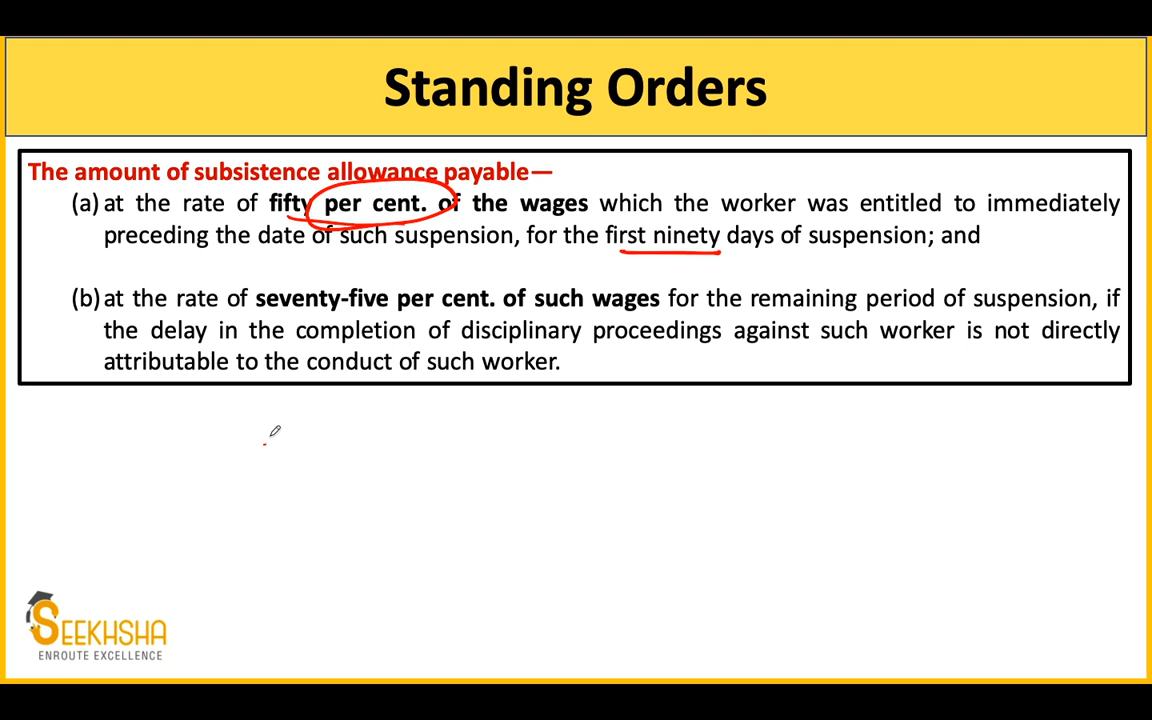 Standing Orders
The amount of subsistence allowance payable—
(a) at the rate of fifty per cent. of the wages which the worker was entitled to immediately
preceding the date of such suspension, for the first ninety days of suspension; and
(b) at the rate of seventy-five per cent. of such wages for the remaining period of suspension, if
the delay in the completion of disciplinary proceedings against such worker is not directly
attributable to the conduct of such worker.
SEEKHSHA
ENROUTE EXCELLENCE